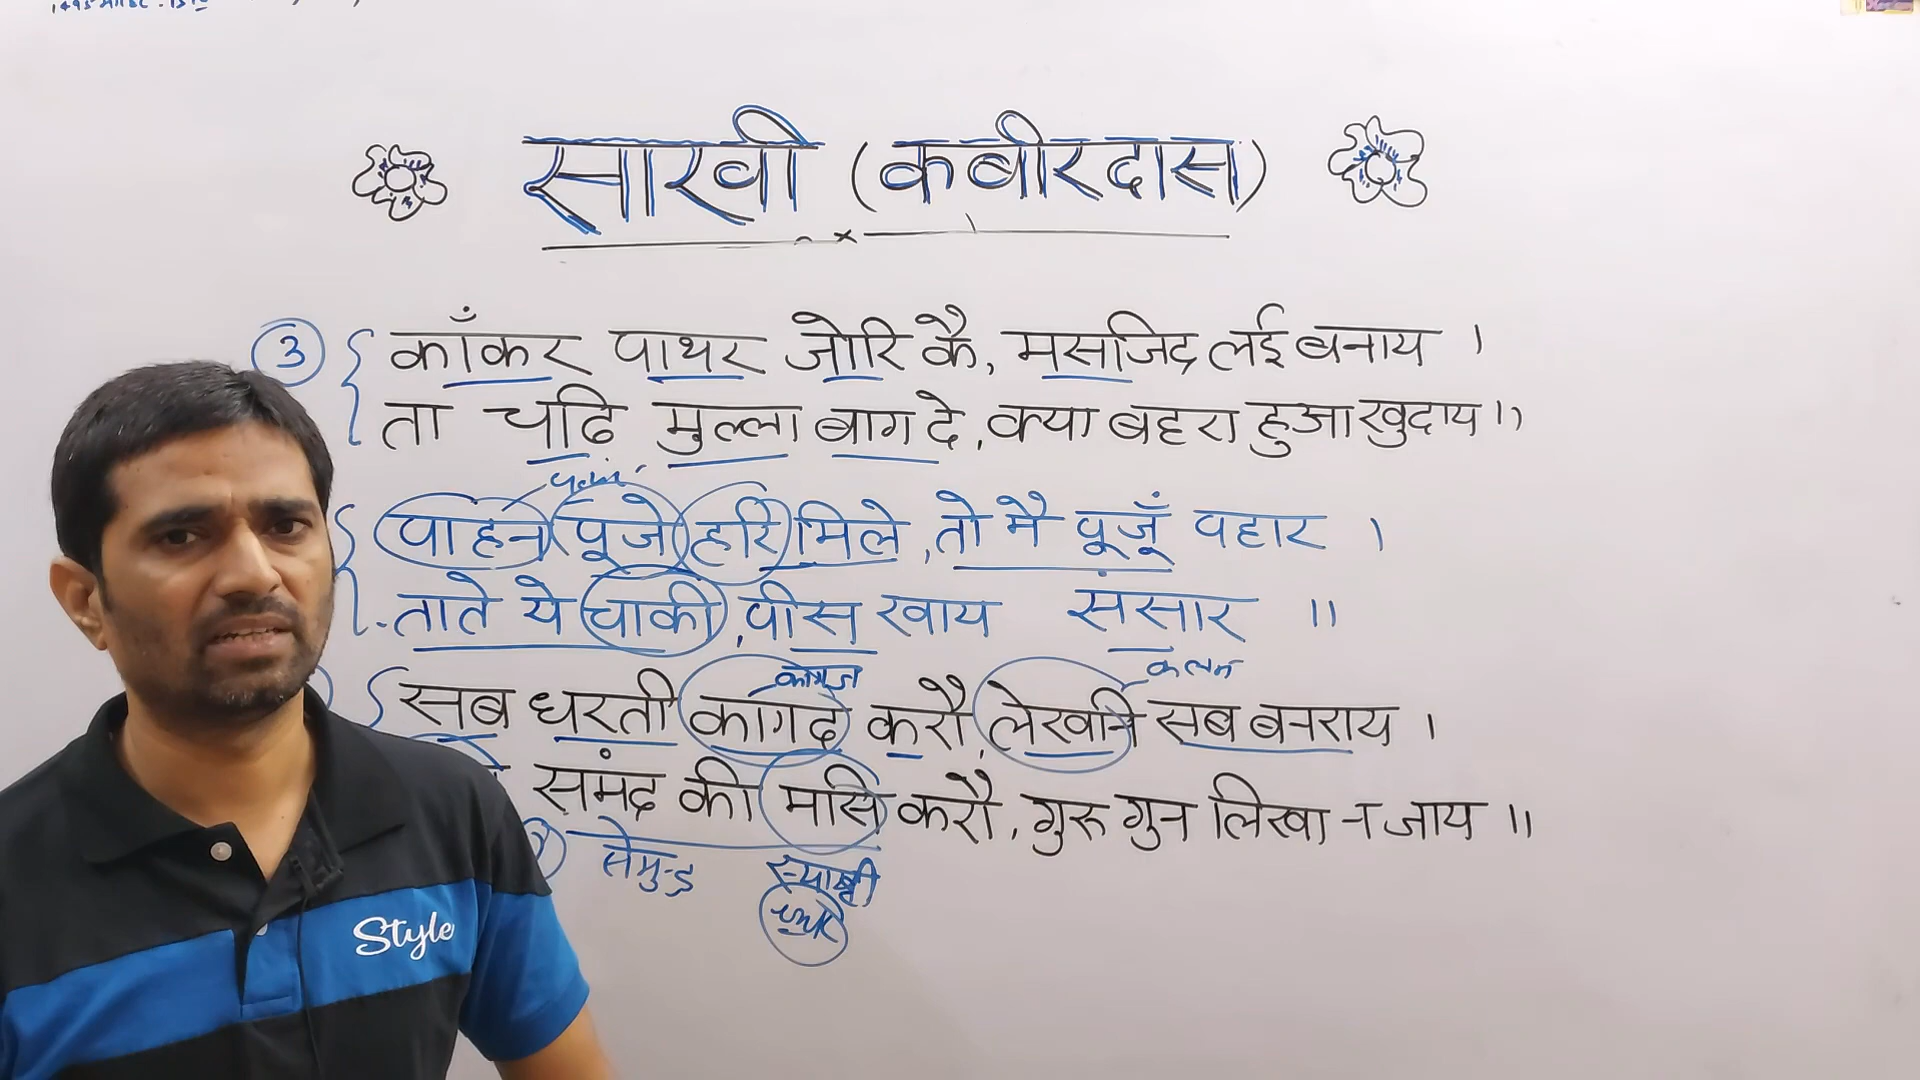 साखी (कबीरदास)
3 काँकर पाथर जोरि कै, मसजिद लई बनाय ।
ता चढि मुल्ला बाग दे, क्या बहरा हुआ खुदाय ।।
पाहन पूजे हरि मिले, तो मै पूजूँ पहार ।
ताते ये चाकी, पीस खाय संसार ।।
कागज कलम
सब धरती कागद करौ, लेखनि सब बनराय ।
समंद की मसि करौ, गुरु गुन लिखा न जाय ।।
समुन्द्र स्याही
Style